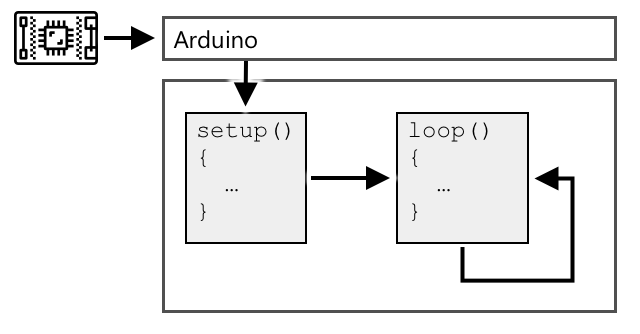 Arduino
setup()
{
...
}
loop()
{
...
}